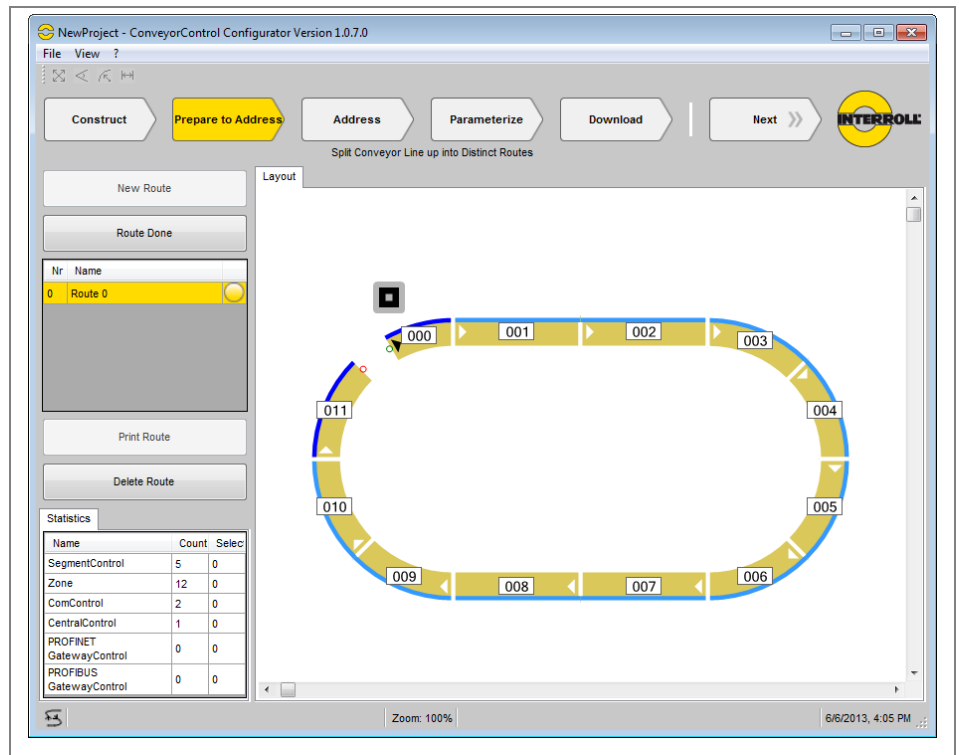 NewProject - ConveyorControl Configurator Version 1.0.7.0
File View ?
Construct
Prepare to Address
Address
Parameterize
Download
Next
INTERROLL
Split Conveyor Line up into Distinct Routes
New Route
Route Done
Nr Name
0 Route 0
Print Route
Delete Route
Statistics
Name Count Selec
SegmentControl 5 0
Zone 12 0
ComControl 2 0
CentralControl 1 0
PROFINET
GatewayControl 0 0
PROFIBUS
GatewayControl 0 0
Layout
000
001
002
003
004
005
006
007
008
009
010
011
Zoom: 100%
6/6/2013, 4:05 PM